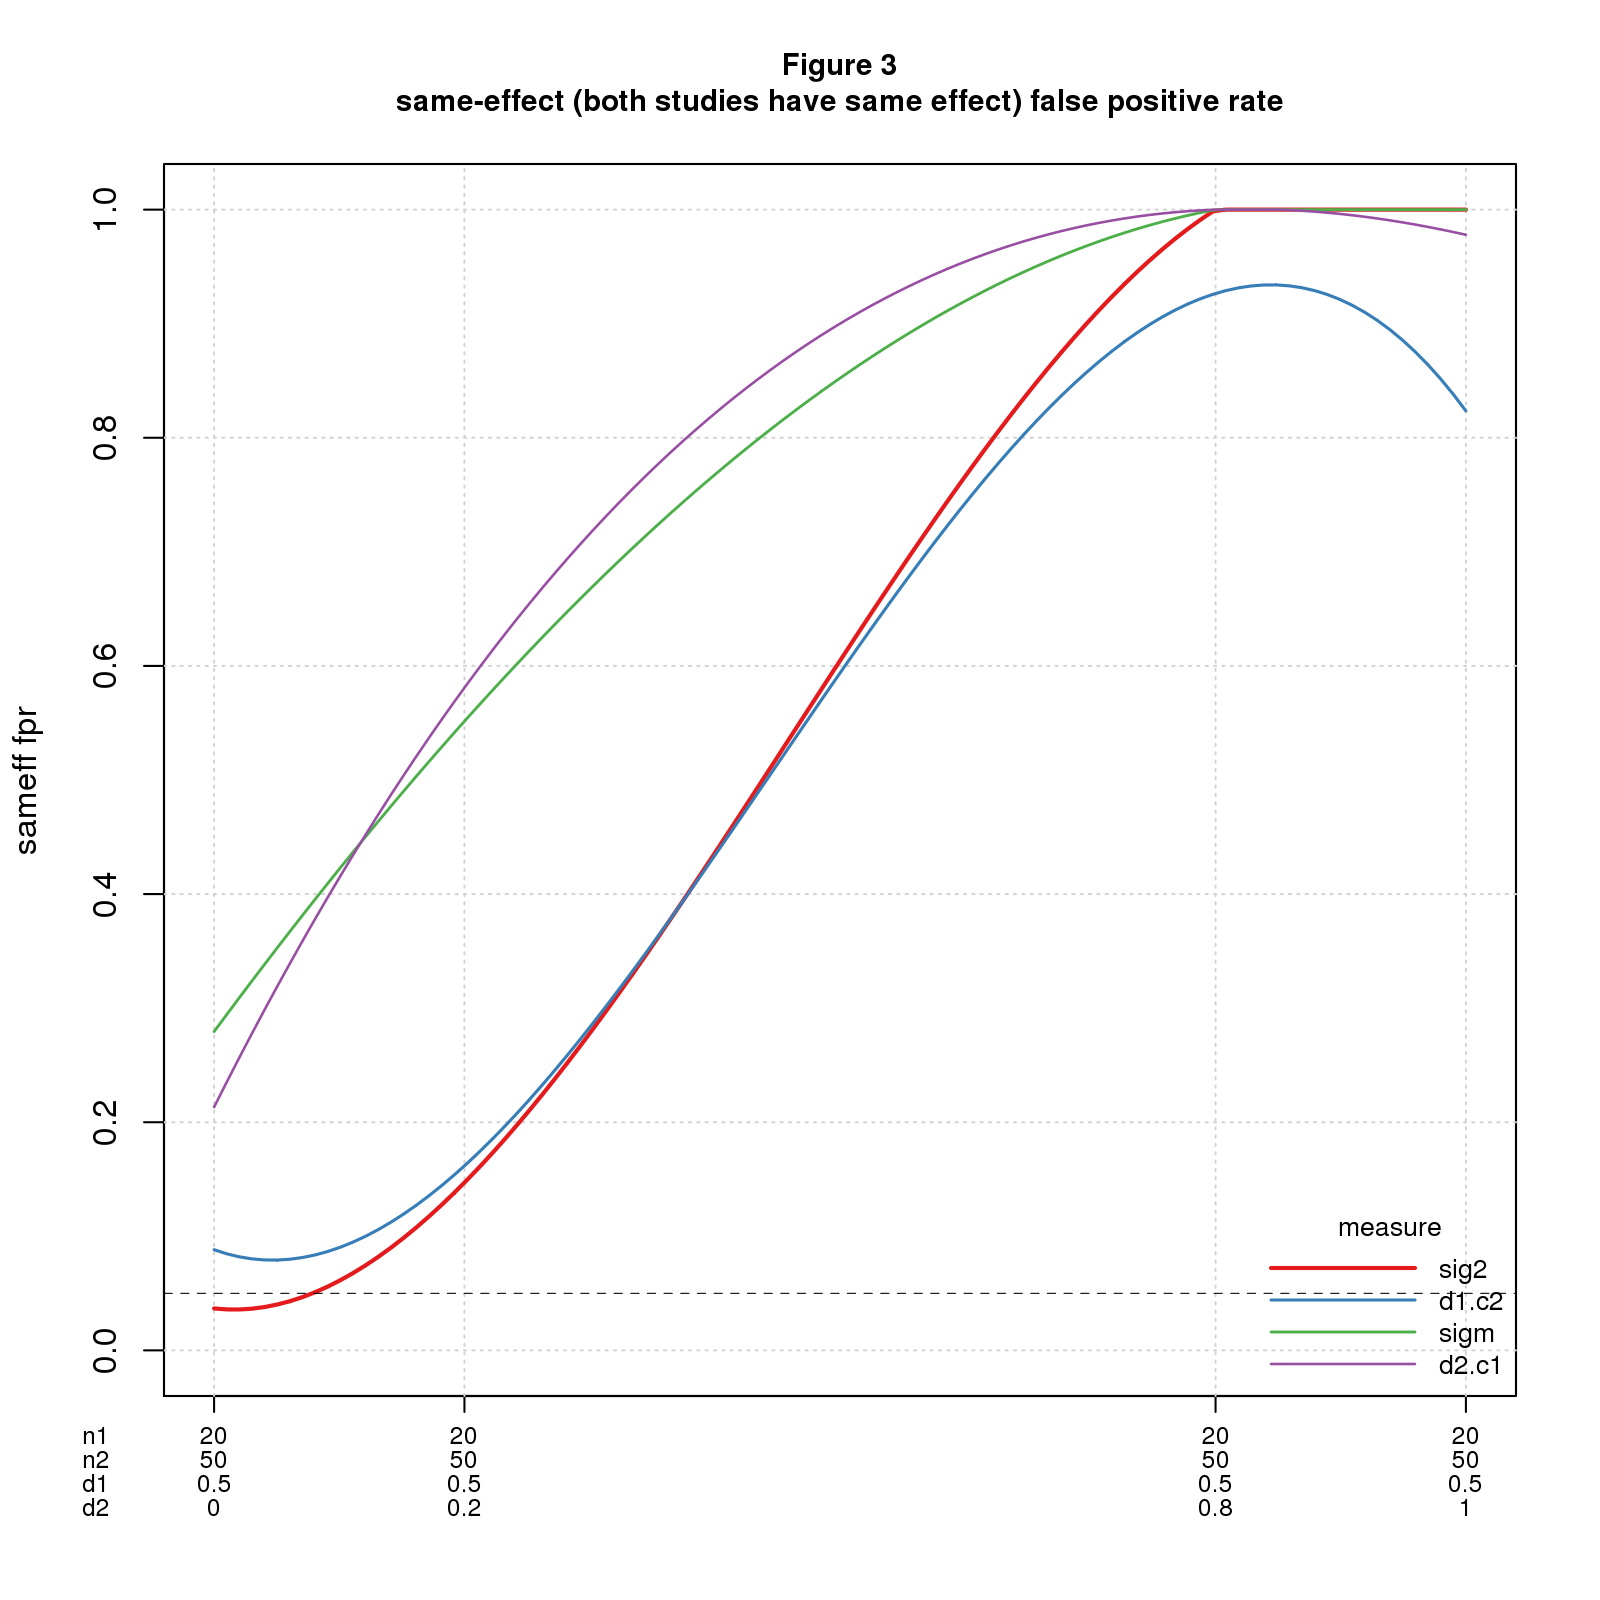 Figure 3
same-effect (both studies have same effect) false positive rate
sameff fpr
1.0
0.8
0.6
0.4
0.2
0.0
measure
sig2
d1.c2
sigm
d2.c1
n1 20 20 20 20
n2 50 50 50 50
d1 0.5 0.5 0.5 0.5
d2 0 0.2 0.8 1